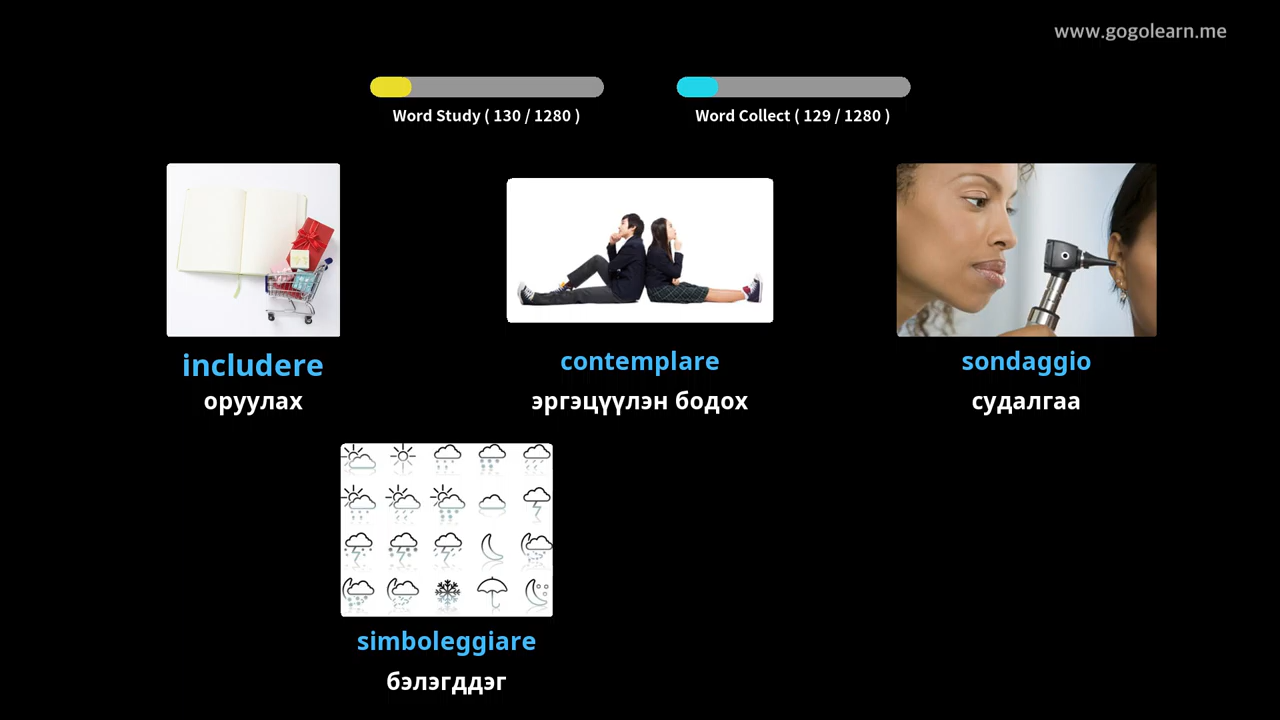 www.gogolearn.me
Word Study ( 130 / 1280 )
Word Collect ( 129 / 1280 )
includere
оруулах
contemplare
эргэцүүлэн бодох
sondaggio
судалгаа
simboleggiare
бэлэгддэг